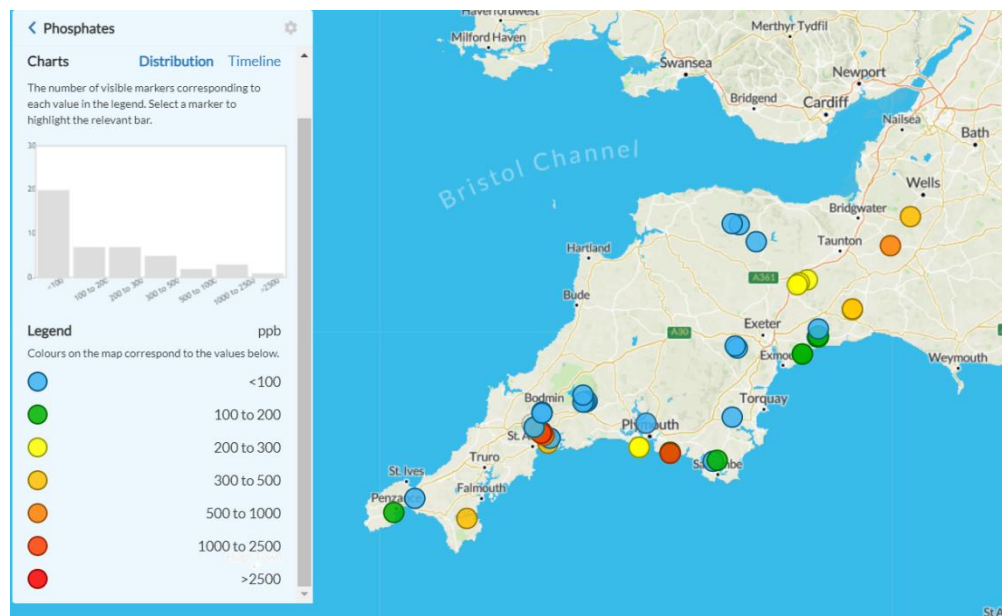 Phosphates
Charts Distribution Timeline
The number of visible markers corresponding to
each value in the legend. Select a marker to
highlight the relevant bar.
30
20
10
0
<100 100 to 200 200 to 300 300 to 500 500 to 1000 1000 to 2500 >2500
Legend ppb
Colours on the map correspond to the values below.
<100
100 to 200
200 to 300
300 to 500
500 to 1000
1000 to 2500
>2500
Haverfordwest
Merthyr Tydfil
Milford Haven
Swansea
Newport
Bridgend
Cardiff
Nailsea
Bath
Bristol Channel
Wells
Bridgwater
Hartland
Taunton
A361
Bude
A30
Exeter
Exmou
Weymouth
Bodmin
Torquay
Plymouth
St. A
Truro
Sa mbe
St. Ives
Falmouth
Penzance
St A